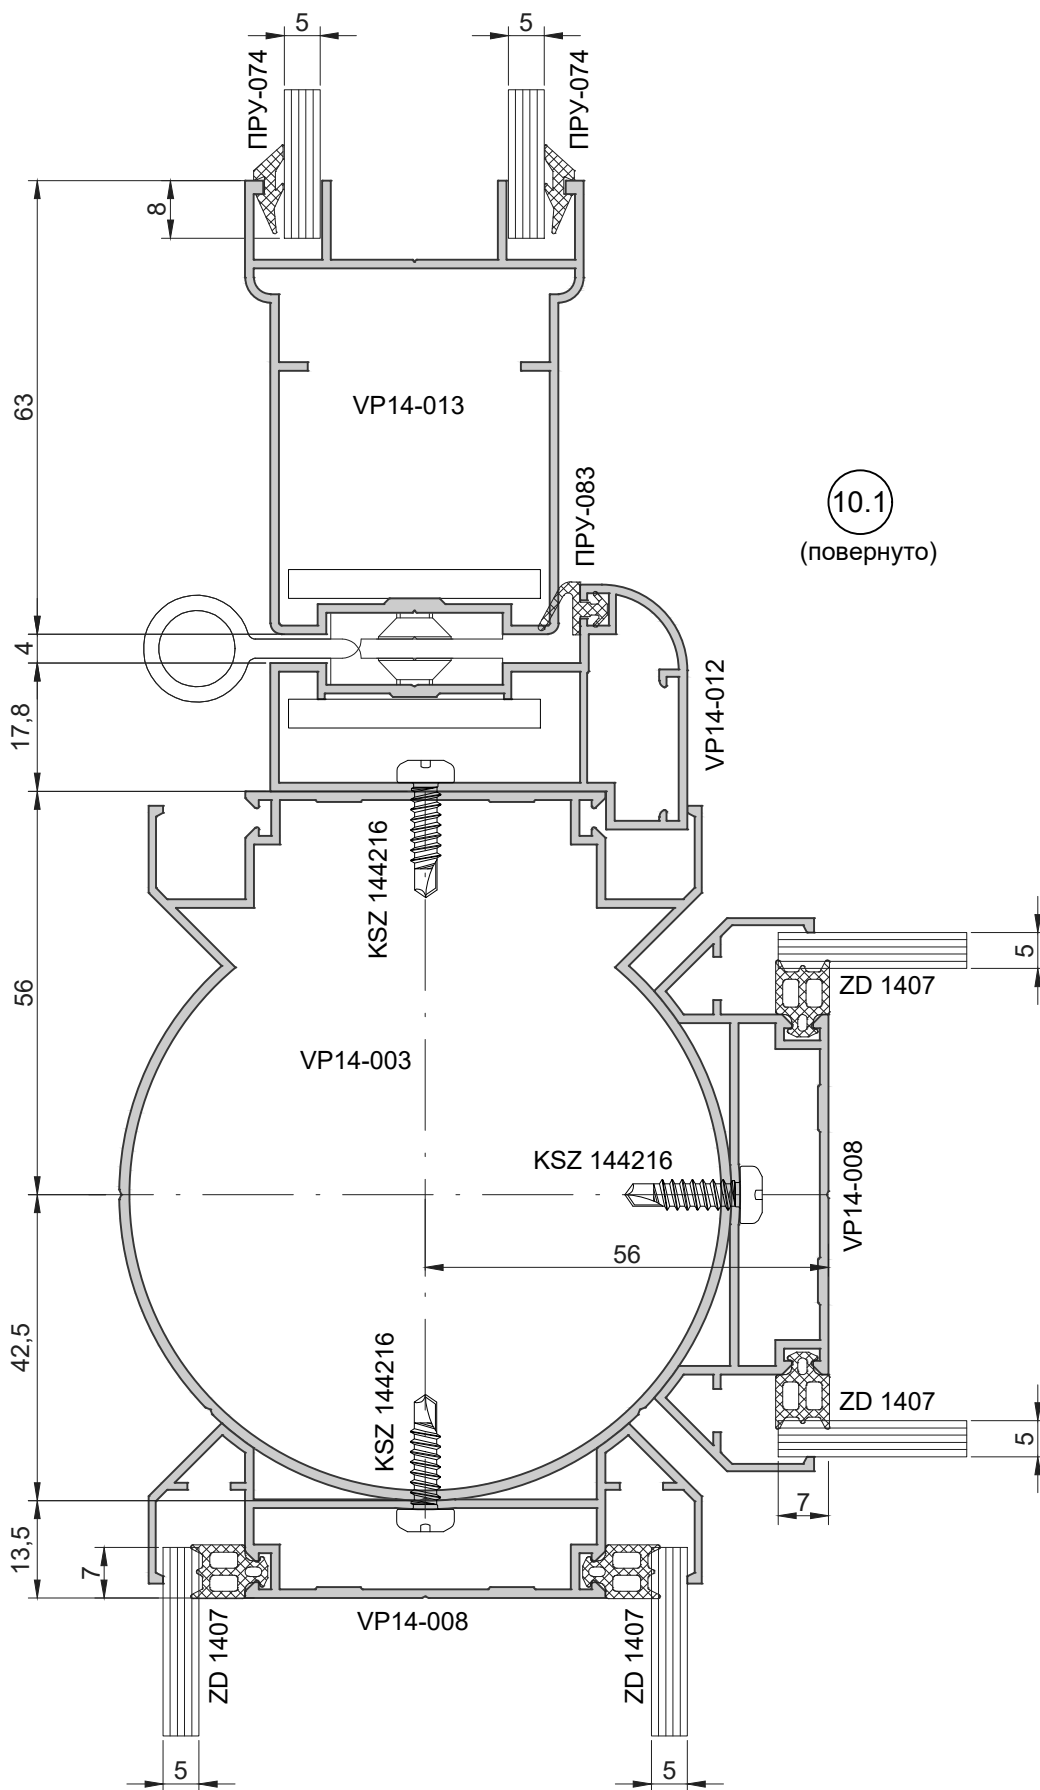 5
5
ПРУ-074
ПРУ-074
8
63
VP14-013
ПРУ-083
10.1
(повернуто)
4
17,8
VP14-012
KSZ 144216
56
5
ZD 1407
VP14-003
KSZ 144216
VP14-008
56
42,5
KSZ 144216
ZD 1407
5
7
13,5
7
VP14-008
ZD 1407
ZD 1407
5
5